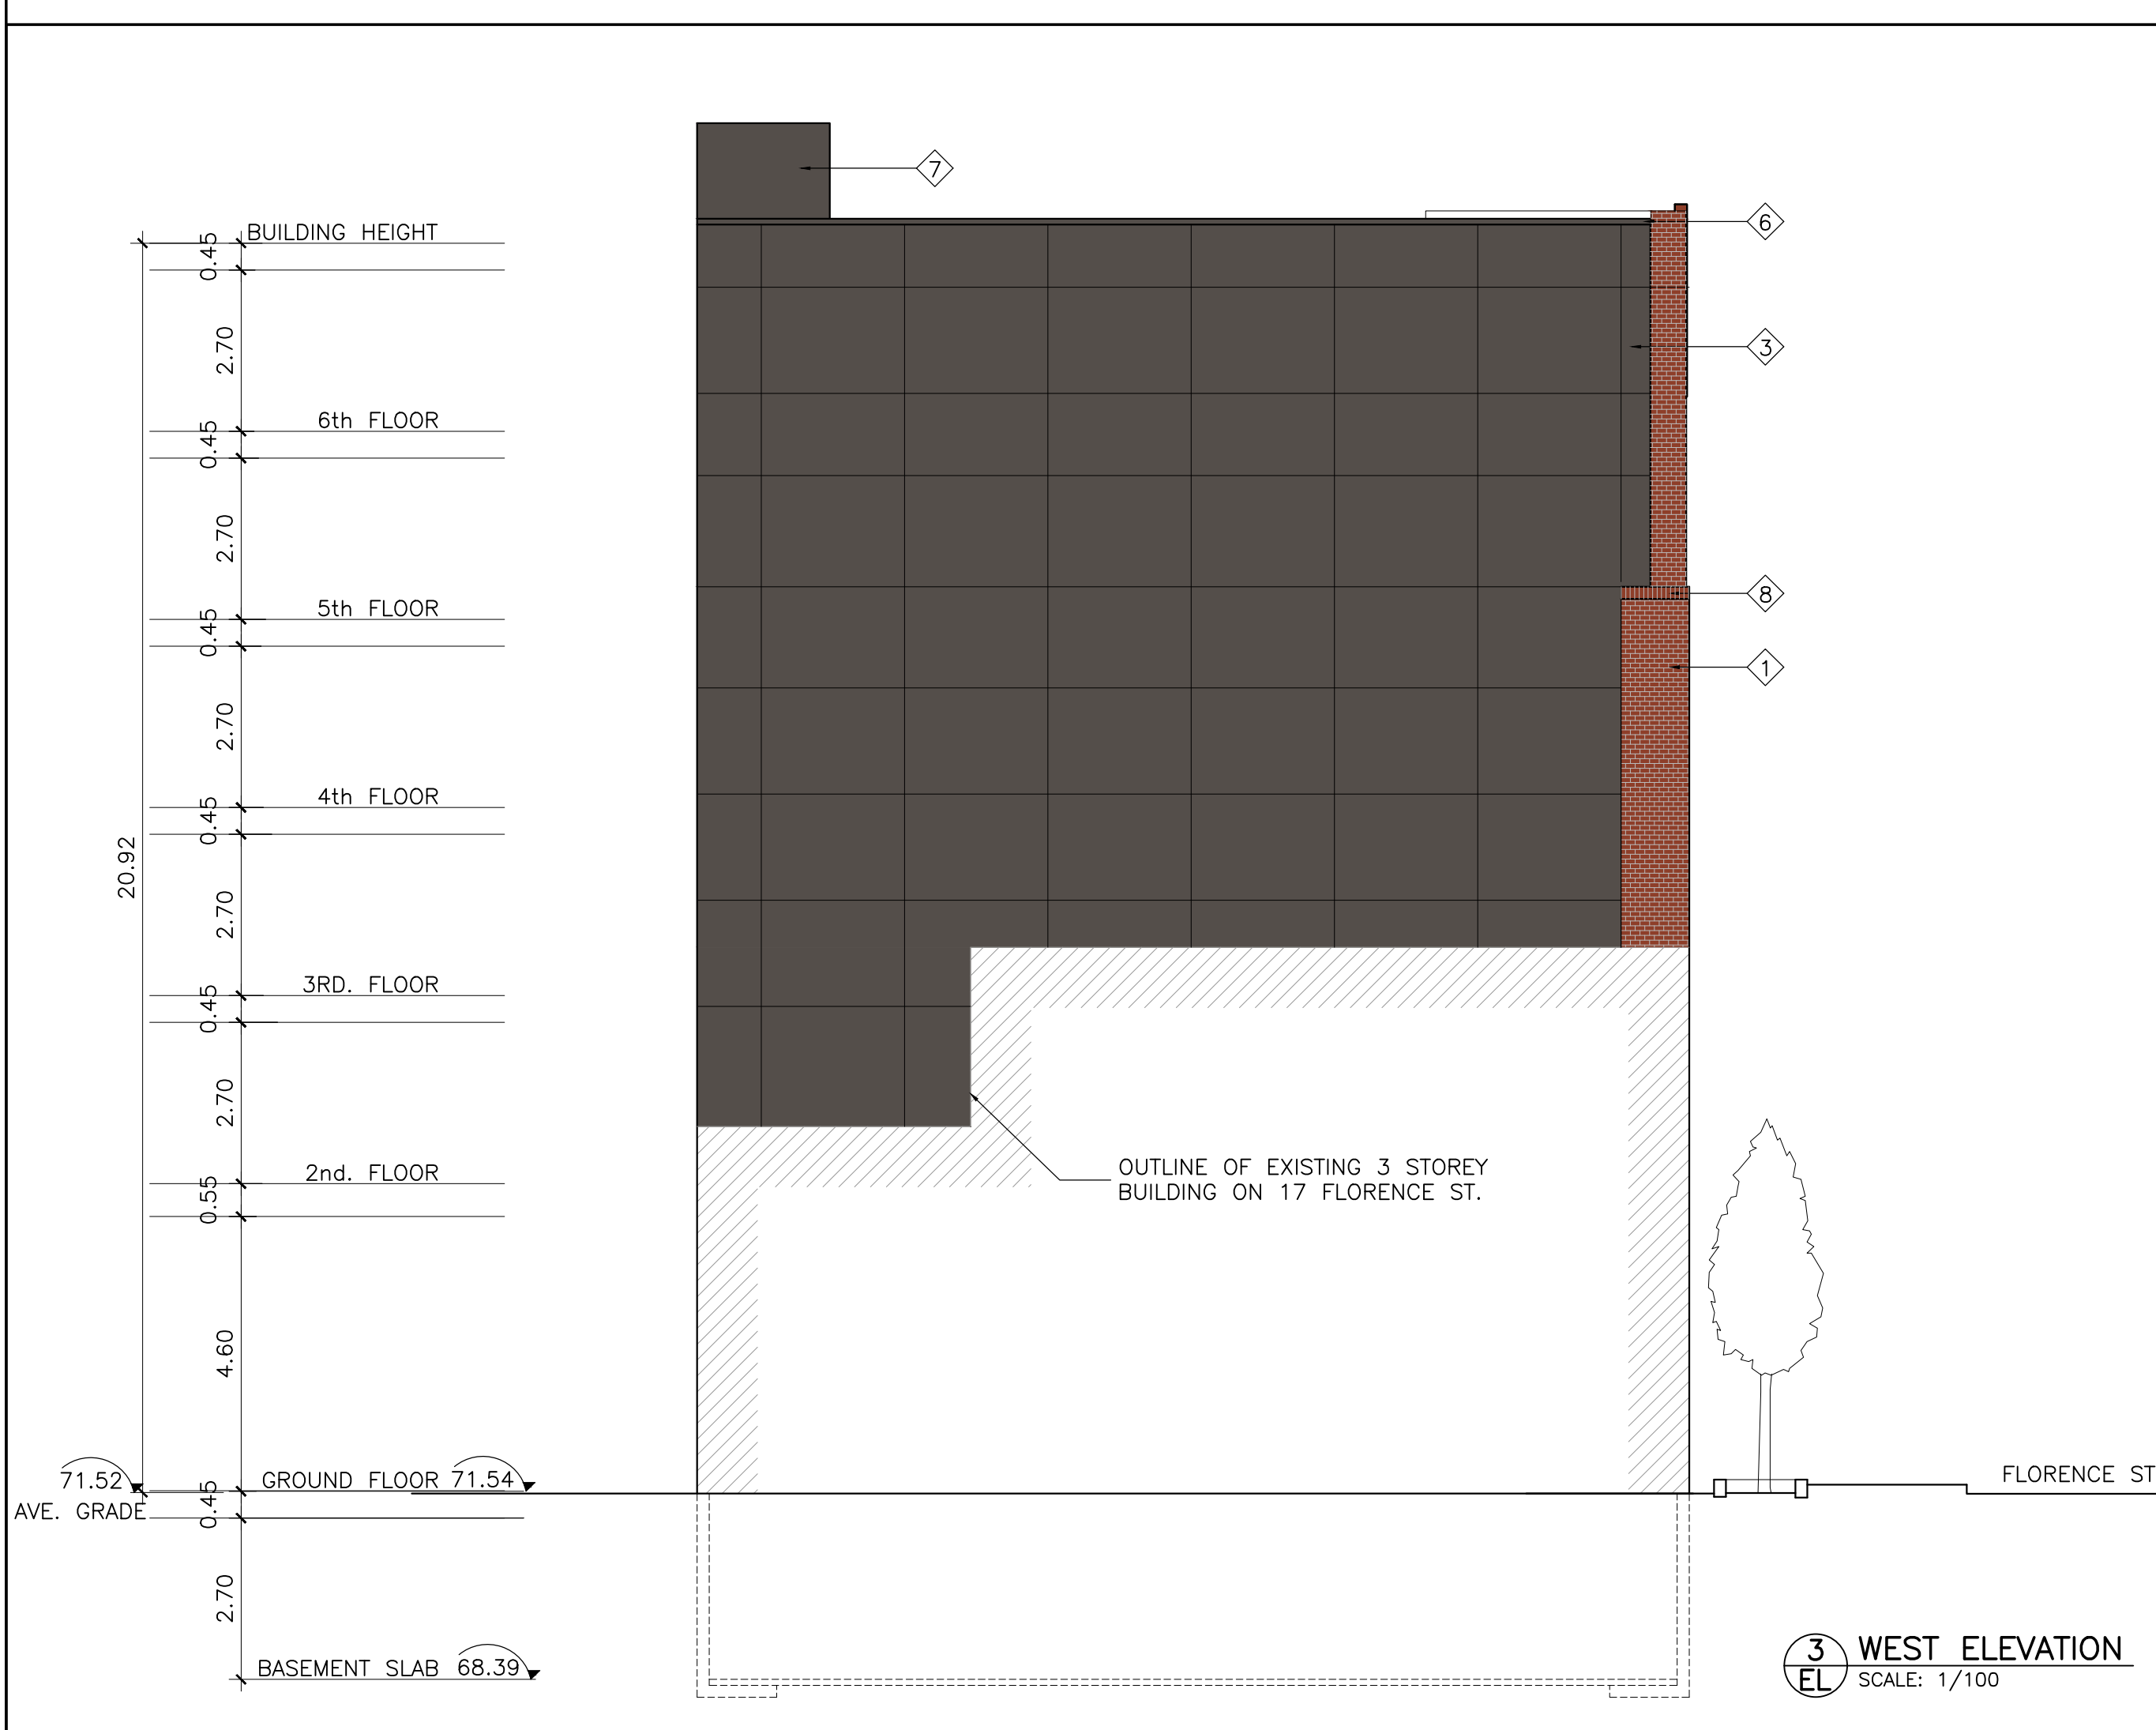 7
BUILDING HEIGHT
6
0.45
2.70
3
6th FLOOR
0.45
2.70
8
5th FLOOR
0.45
1
2.70
4th FLOOR
0.45
20.92
2.70
3RD. FLOOR
0.45
2.70
OUTLINE OF EXISTING 3 STOREY
BUILDING ON 17 FLORENCE ST.
2nd. FLOOR
0.55
4.60
71.52
AVE. GRADE
GROUND FLOOR 71.54
FLORENCE ST
0.45
2.70
BASEMENT SLAB 68.39
3
EL
WEST ELEVATION
SCALE: 1/100